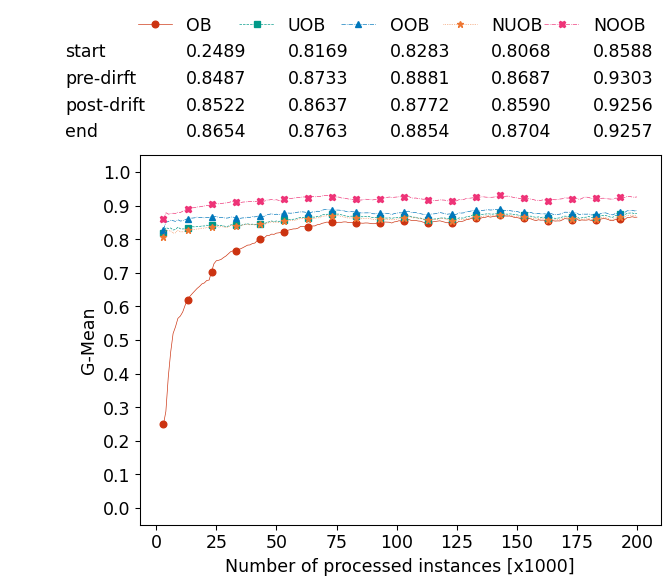 OB UOB OOB NUOB NOOB
start 0.2489 0.8169 0.8283 0.8068 0.8588
pre-dirft 0.8487 0.8733 0.8881 0.8687 0.9303
post-drift 0.8522 0.8637 0.8772 0.8590 0.9256
end 0.8654 0.8763 0.8854 0.8704 0.9257
1.0
0.9
0.8
0.7
0.6
0.5
0.4
0.3
0.2
0.1
0.0
G-Mean
0 25 50 75 100 125 150 175 200
Number of processed instances [x1000]